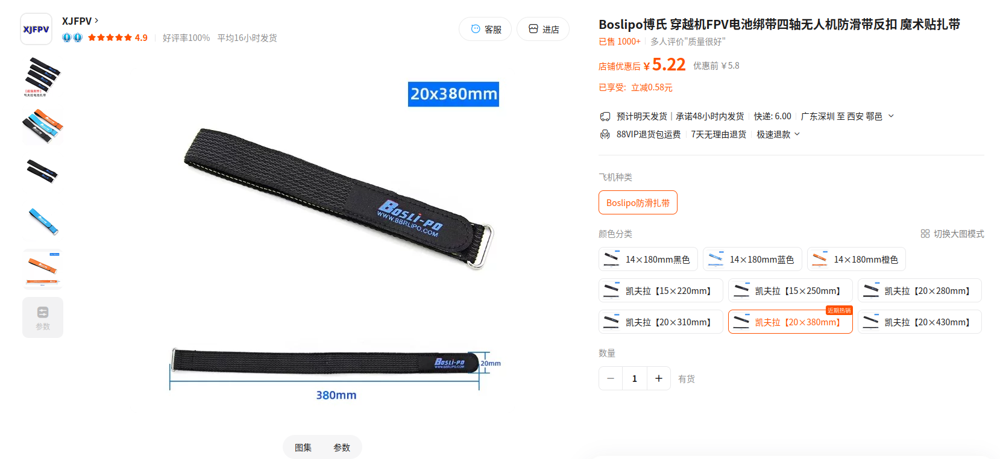 XJFPV
XJFPV
4.9 好评率100% 平均16小时发货
客服
进店
参数
20x380mm
BOSLI-PO
WWW.BBRLIPO.COM
BOSLI-PO
WWW.BBRLIPO.COM
20mm
380mm
图集 参数
Boslipo博氏 穿越机FPV电池绑带四轴无人机防滑带反扣 魔术贴扎带
已售 1000+ 多人评价"质量很好"
店铺优惠后 ￥5.22 优惠前 ￥5.8
已享受: 立减0.58元
预计明天发货 | 承诺48小时内发货 快递: 6.00 广东深圳 至 西安 鄠邑
88VIP退货包运费 7天无理由退货 极速退款
飞机种类
Boslipo防滑扎带
颜色分类 切换大图模式
14×180mm黑色 14×180mm蓝色 14×180mm橙色
凯夫拉【15×220mm】 凯夫拉【15×250mm】 凯夫拉【20×280mm】
近期热销
凯夫拉【20×310mm】 凯夫拉【20×380mm】 凯夫拉【20×430mm】
数量
1 有货